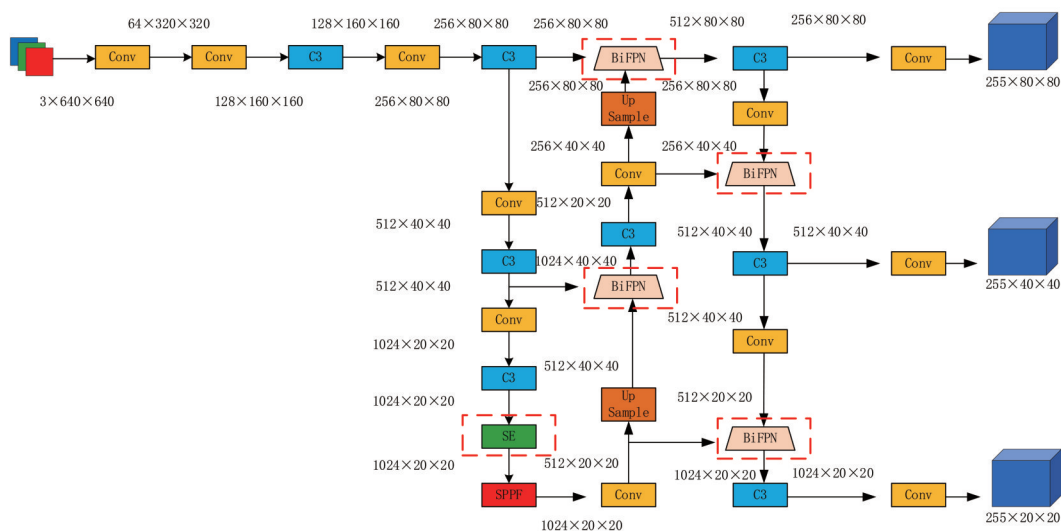 64×320×320
128×160×160
256×80×80
256×80×80
512×80×80
256×80×80
Conv
Conv
C3
Conv
C3
BiFPN
C3
Conv
3×640×640
128×160×160
256×80×80
256×80×80
256×80×80
255×80×80
Up
Sample
Conv
256×40×40
256×40×40
Conv
BiFPN
Conv
512×20×20
512×40×40
C3
512×40×40
512×40×40
C3
1024×40×40
C3
Conv
BiFPN
512×40×40
255×40×40
Conv
512×40×40
Conv
1024×20×20
512×40×40
C3
512×20×20
1024×20×20
Up
Sample
SE
BiFPN
1024×20×20
512×20×20
1024×20×20
1024×20×20
SPPF
Conv
C3
Conv
255×20×20
1024×20×20